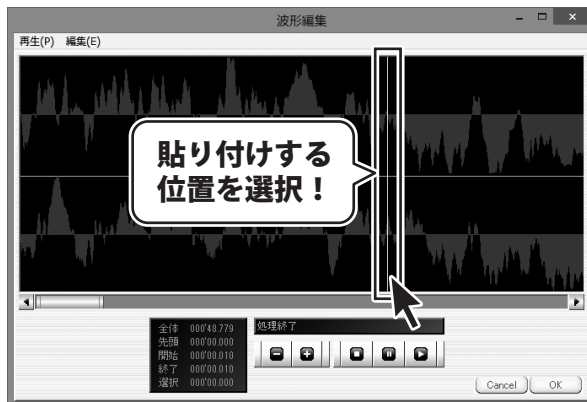 波形編集
再生(P) 編集(E)
貼り付けする
位置を選択！
全体 000'48.779
先頭 000'00.000
開始 000'00.010
終了 000'00.010
選択 000'00.000
処理終了
Cancel
OK